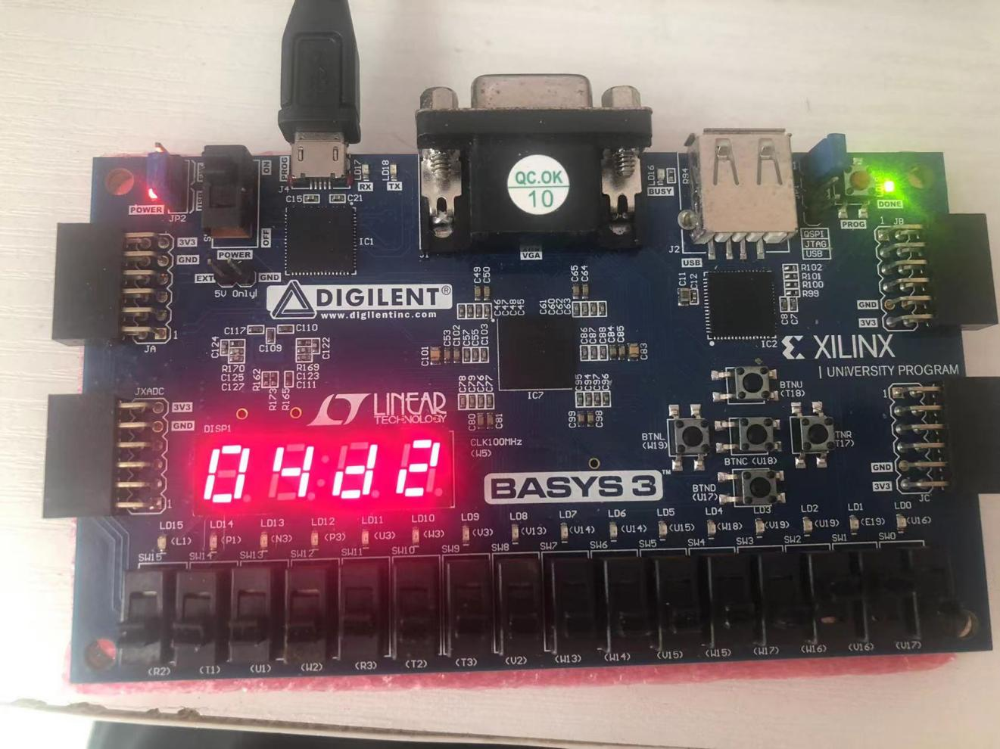 QC.OK
10
PROG
J4
LD17
RX
LD18
TX
LD16
BUSY
R94
ON
OFF
POWER
JP2
C15
C21
IC1
POWER
EXT
GND
5V Only!
VGA
J2
USB
PROG
DONE
QSPI
JTAG
USB
JB
1
3V3
GND
JA
1
DIGILENT®
www.digilentinc.com
C117
C110
C109
C124
C122
R170
C125
C127
R162
R173
R165
R169
C123
C111
C49
C50
C46
C47
C48
C45
C65
C64
C61
C60
C62
C63
C101
C53
C102
C57
C55
C103
C86
C87
C88
C84
C85
C83
C78
C79
C76
C77
C80
C81
C95
C94
C97
C96
C99
C98
IC7
C11
C12
R102
R101
R100
R99
C8
C7
IC2
GND
3V3
XILINX
UNIVERSITY PROGRAM
JXADC
3V3
GND
1
LINEAR
TECHNOLOGY
DISP1
04d2
CLK100MHz
(W5)
BASYS 3™
BTNU
(T18)
BTNL
(W19)
BTNC (U18)
TNR
T17)
BTND
(U17)
1
GND
3V3
JC
LD15 LD14 LD13 LD12 LD11 LD10 LD9 LD8 LD7 LD6 LD5 LD4 LD3 LD2 LD1 LD0
(L1) (P1) (N3) (P3) (U3) (W3) (V3) (V13) (V14) (U14) (U15) (W18) (V19) (U19) (E19) (U16)
SW15 SW14 SW13 SW12 SW11 SW10 SW9 SW8 SW7 SW6 SW5 SW4 SW3 SW2 SW1 SW0
(R2) (T1) (U1) (W2) (R3) (T2) (T3) (V2) (W13) (W14) (V15) (W15) (W17) (W16) (V16) (V17)